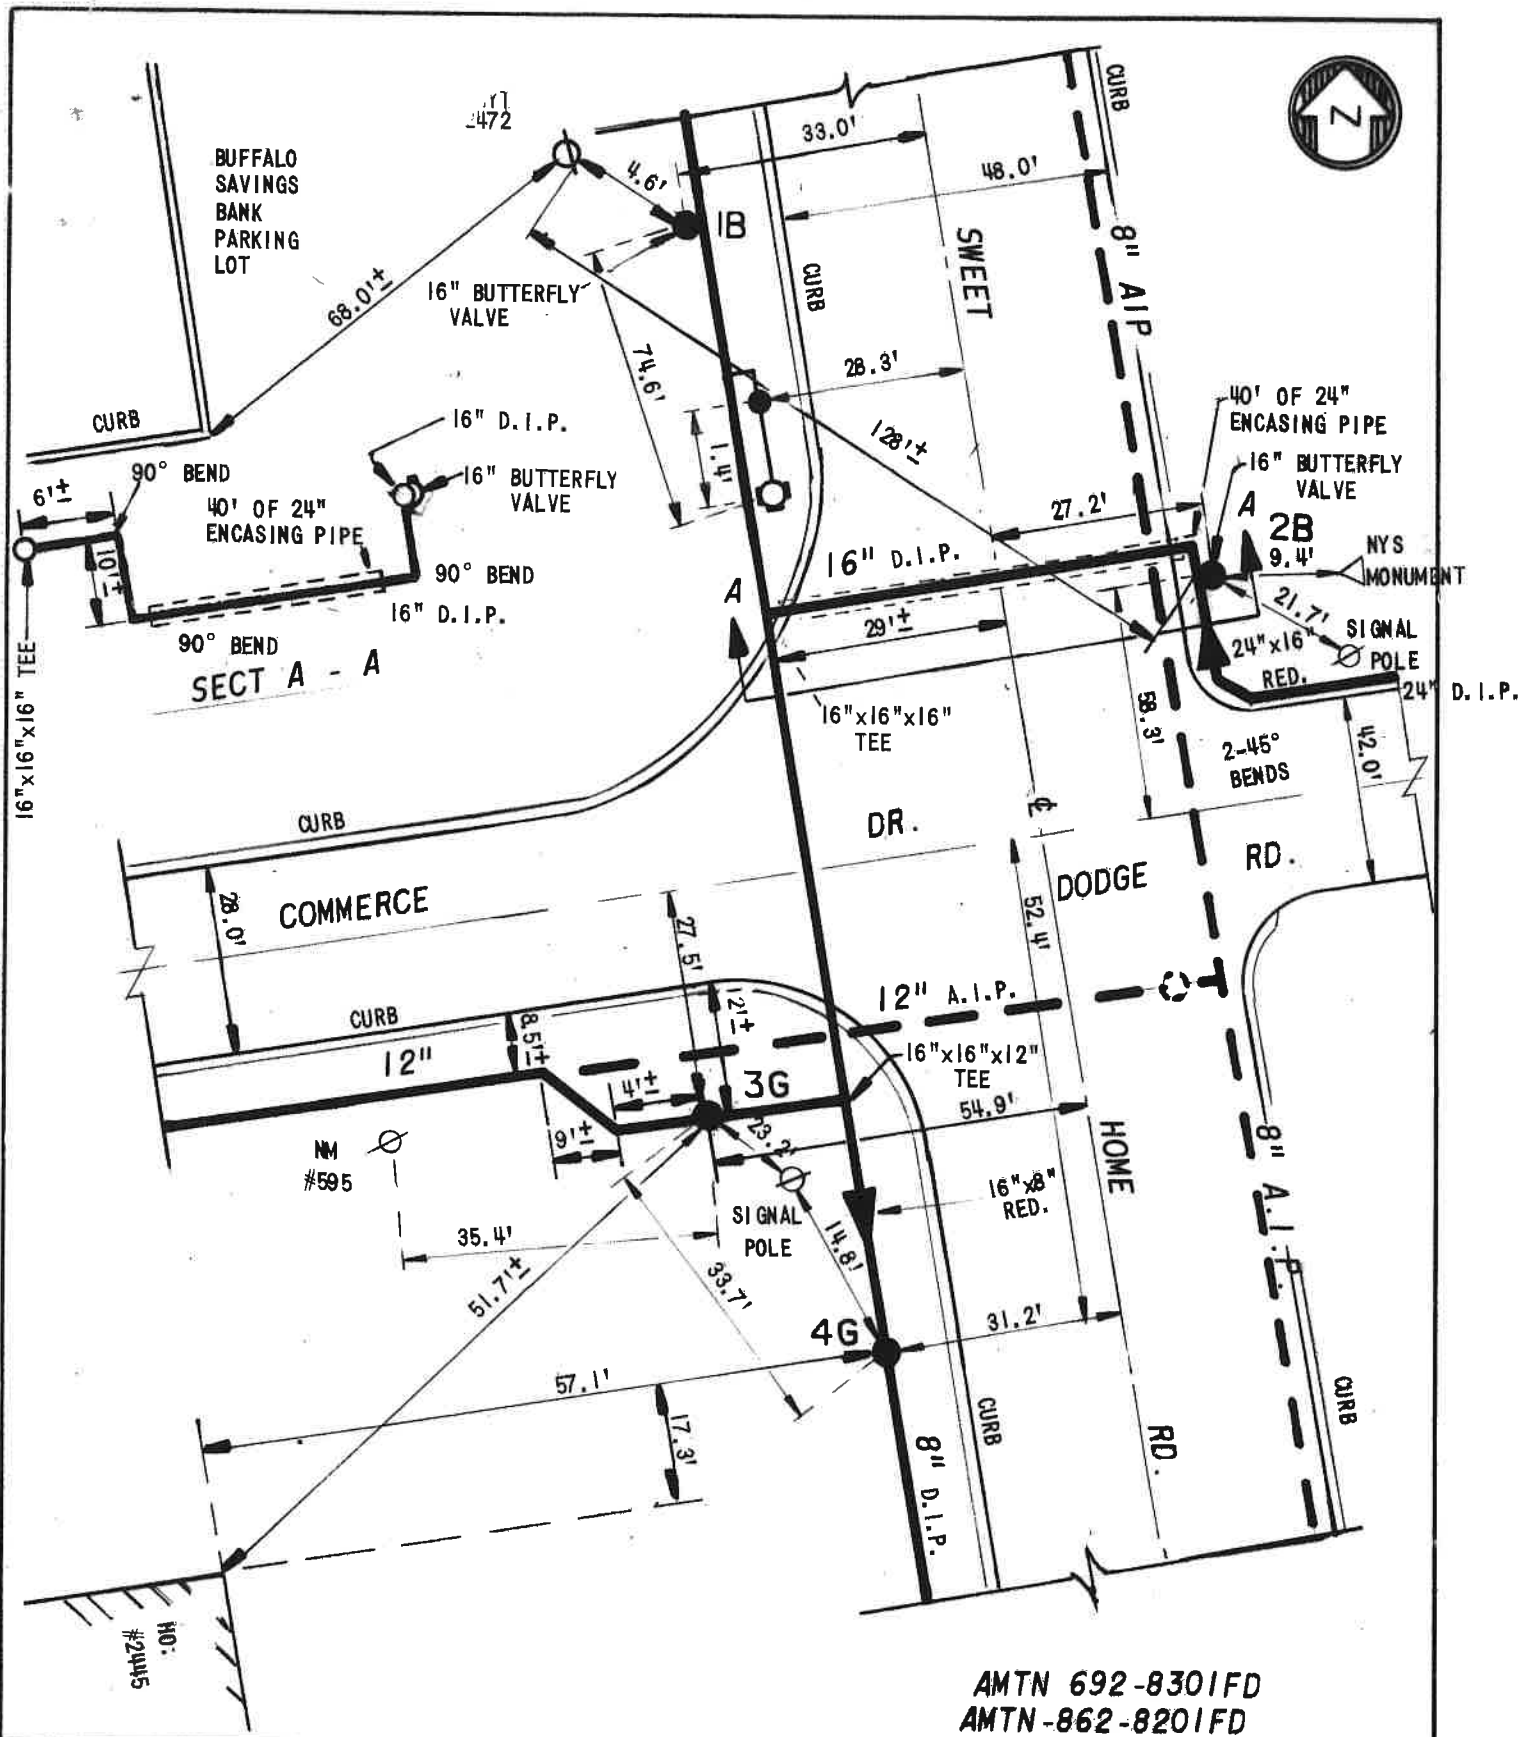 CURB
N
33.0'
2472
4.6'
48.0'
BUFFALO
SAVINGS
BANK
PARKING
LOT
1B
SWEET
8" AIP
CURB
68.0'±
16" BUTTERFLY
VALVE
74.6'
28.3'
40' OF 24"
ENCASING PIPE
CURB
16" D.I.P.
128'±
1.4'
16" BUTTERFLY
VALVE
6'±
90° BEND
16" BUTTERFLY
VALVE
40' OF 24"
ENCASING PIPE
27.2'
A
2B
9.4'
NYS
MONUMENT
10'±
90° BEND
16" D.I.P.
16" D.I.P.
A
21.7'
29'±
SIGNAL
POLE
90° BEND
24"x16"
RED.
SECT A - A
24" D.I.P.
16"x16"x16" TEE
16"x16"x16"
TEE
58.3'
2-45°
BENDS
42.0'
CURB
DR.
℄
RD.
DODGE
COMMERCE
28.0'
27.5'
52.4'
12" A.I.P.
CURB
8.5'±
2'±
12"
16"x16"x12"
TEE
4'±
3G
54.9'
9'±
23.2'
HOME
8" A.I.P.
NM
#595
16"x8"
RED.
SIGNAL
POLE
35.4'
14.8'
33.7'
51.7'±
4G
31.2'
57.1'
17.3'
CURB
CURB
8" D.I.P.
RD.
HO.
#2445
AMTN 692-8301FD
AMTN-862-8201FD